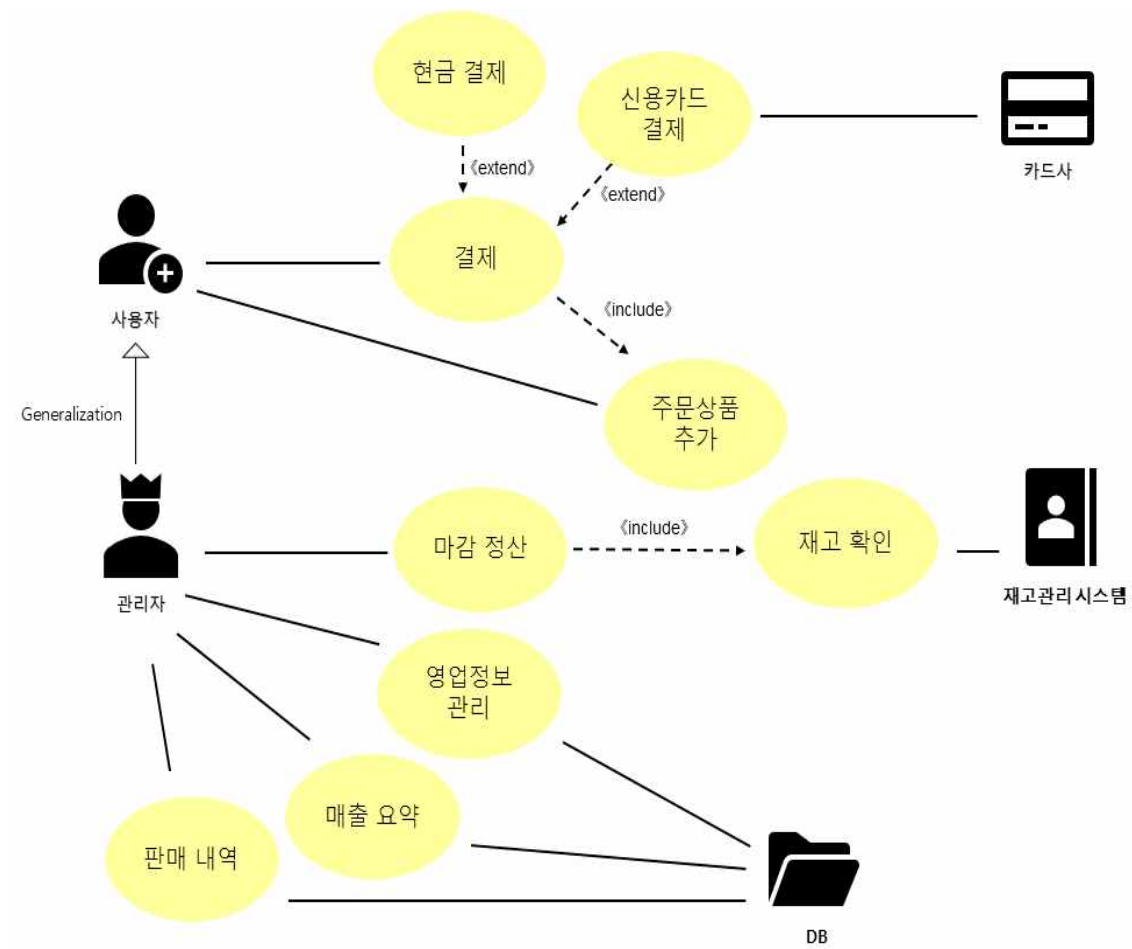 현금 결제
신용카드
결제
카드사
《extend》
《extend》
결제
사용자
《include》
Generalization
주문상품
추가
관리자
마감 정산
《include》
재고 확인
재고관리 시스템
영업정보
관리
매출 요약
판매 내역
DB